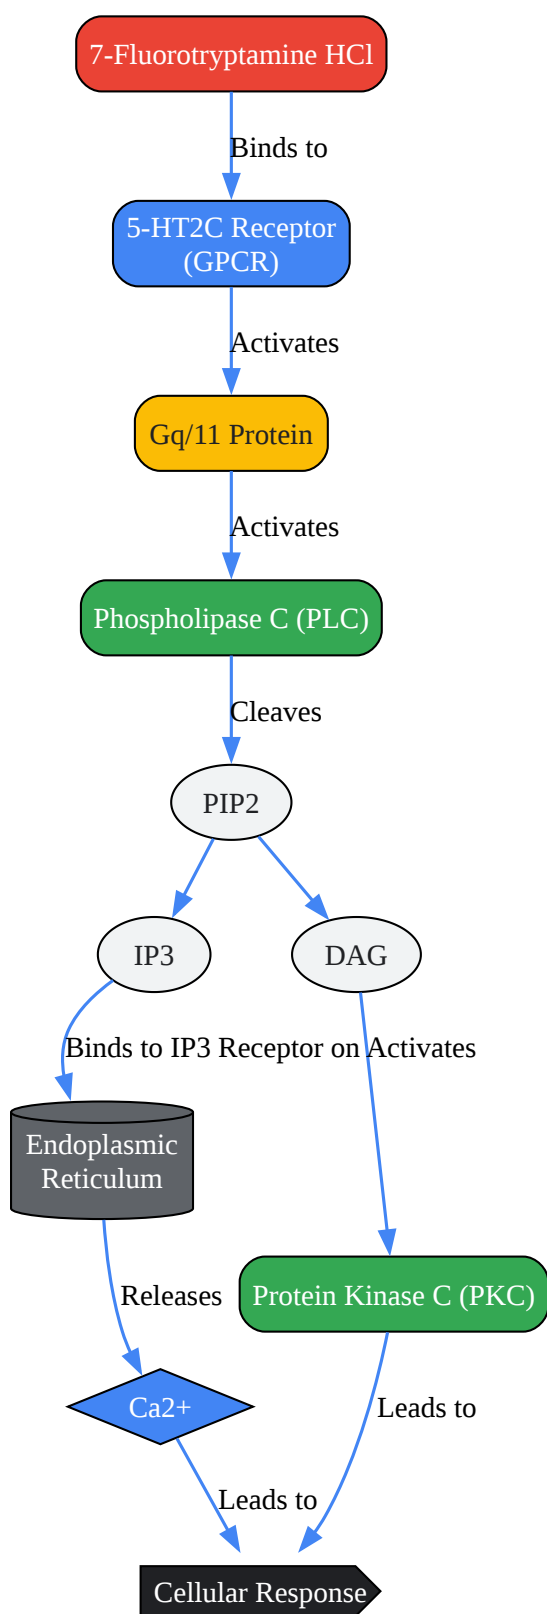 7-Fluorotryptamine HCl
Binds to
5-HT2C Receptor
(GPCR)
Activates
Gq/11 Protein
Activates
Phospholipase C (PLC)
Cleaves
PIP2
IP3
DAG
Binds to IP3 Receptor on
Activates
Endoplasmic
Reticulum
Releases
Protein Kinase C (PKC)
Ca2+
Leads to
Leads to
Cellular Response